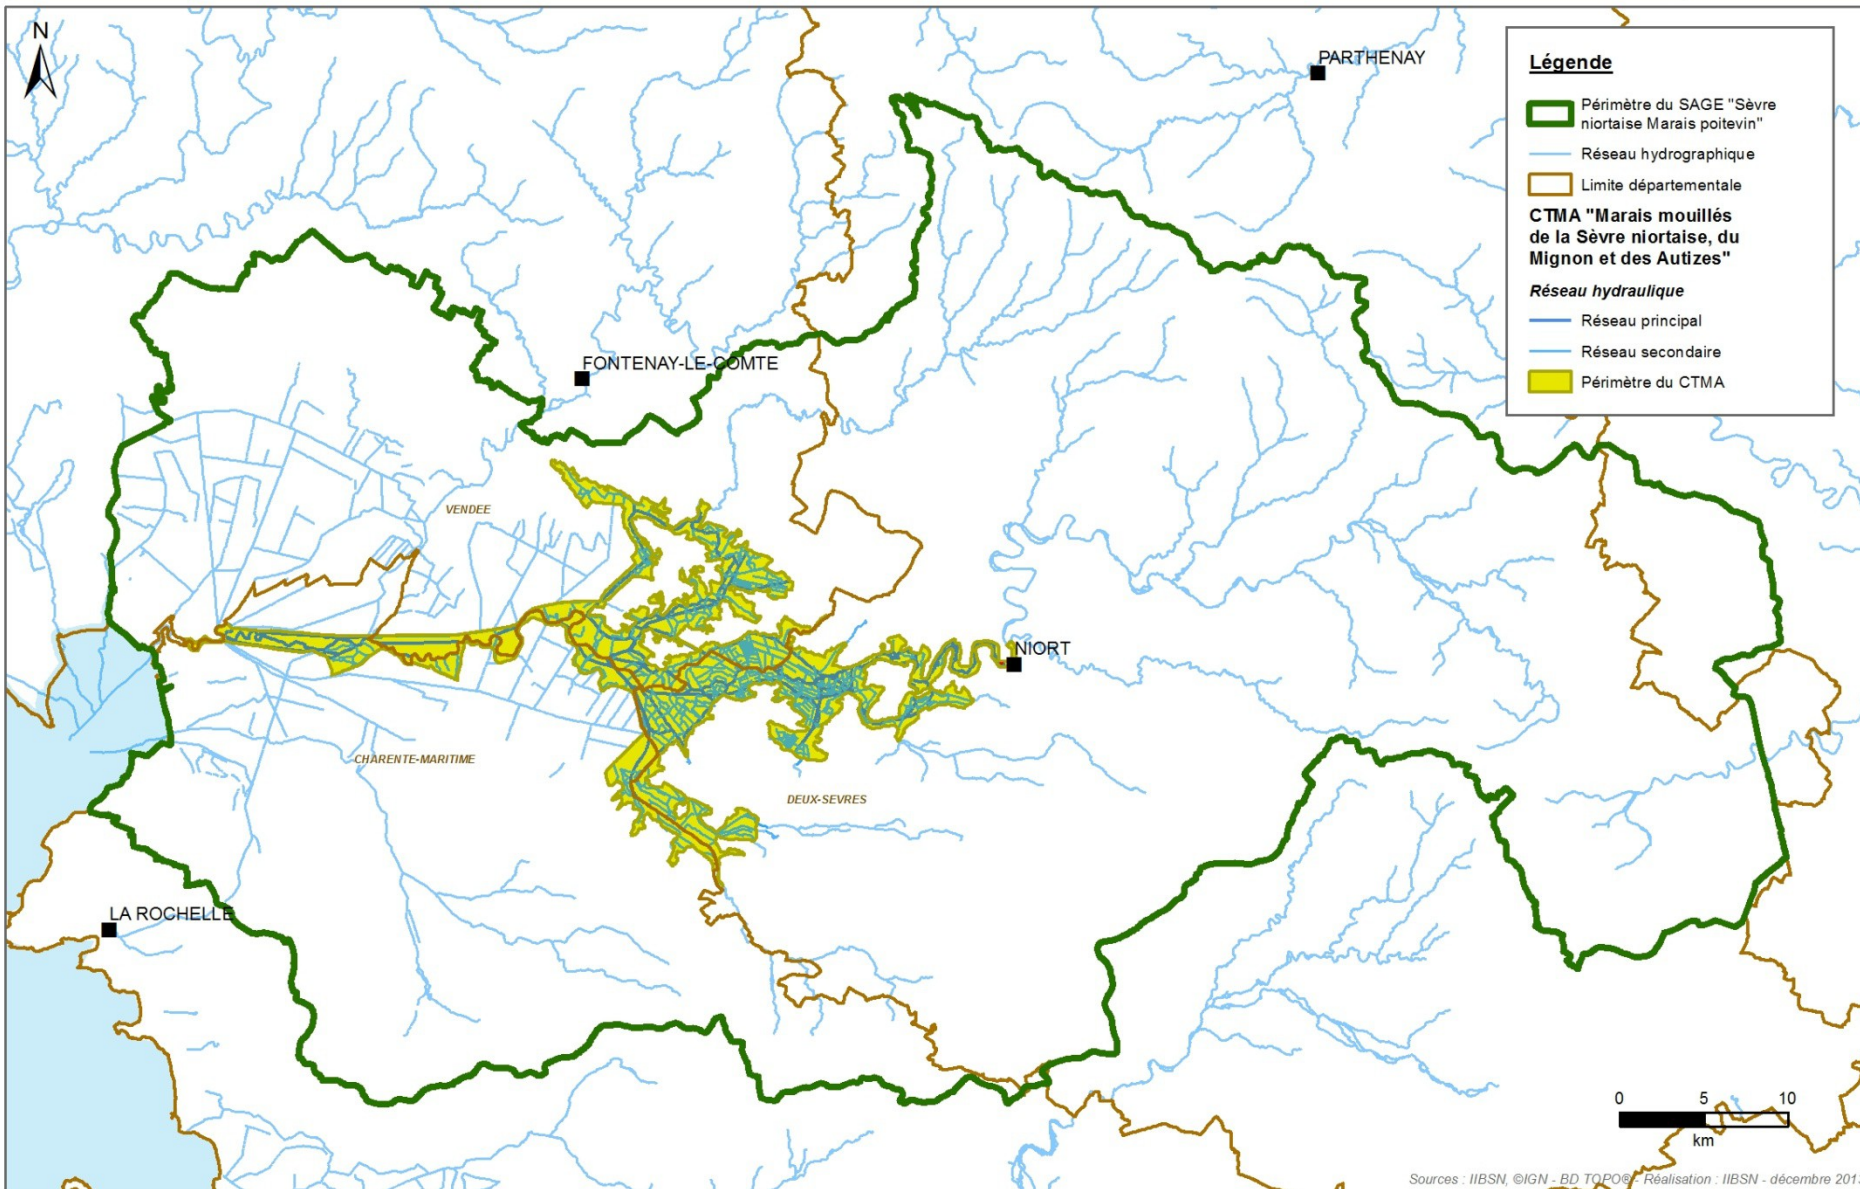 N
PARTHENAY
Légende
Périmètre du SAGE "Sèvre
niortaise Marais poitevin"
Réseau hydrographique
Limite départementale
CTMA "Marais mouillés
de la Sèvre niortaise, du
Mignon et des Autizes"
Réseau hydraulique
Réseau principal
Réseau secondaire
Périmètre du CTMA
FONTENAY-LE-COMTE
VENDEE
NIORT
CHARENTE-MARITIME
DEUX-SEVRES
LA ROCHELLE
0 5 10
km
Sources : IIBSN, ©IGN - BD TOPO® - Réalisation : IIBSN - décembre 2013